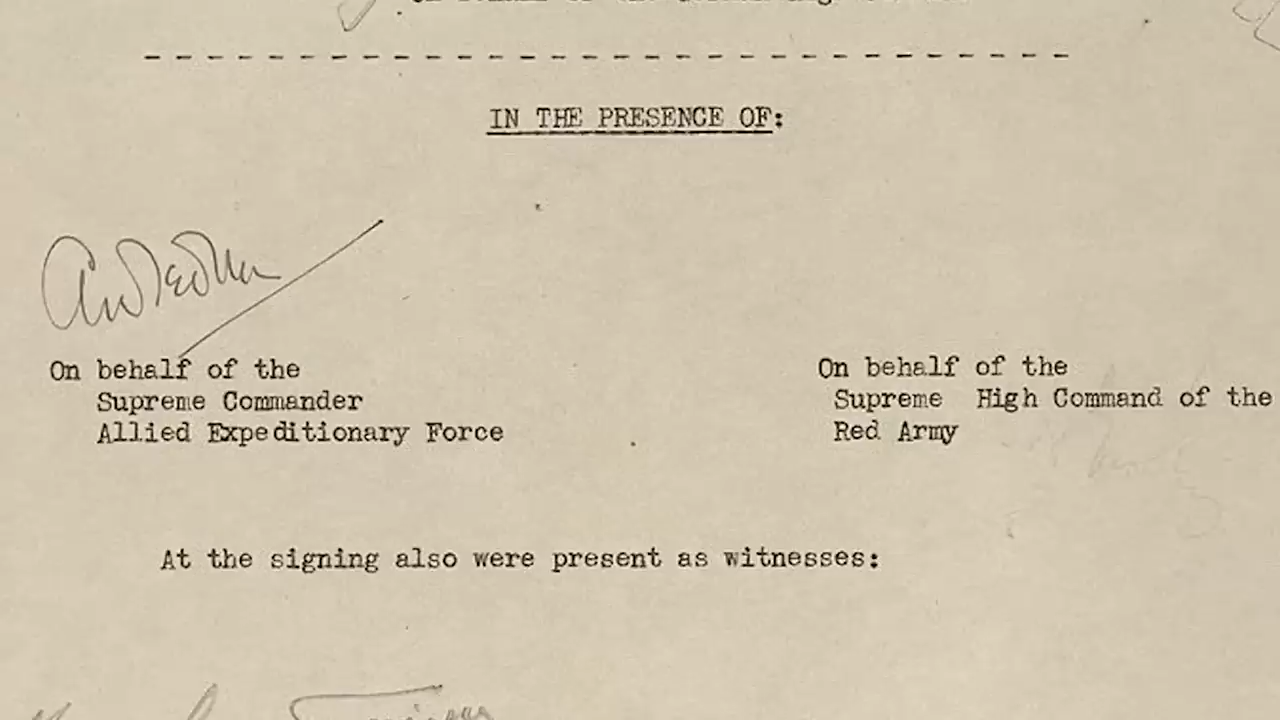 IN THE PRESENCE OF:
On behalf of the
Supreme Commander
Allied Expeditionary Force
On behalf of the
Supreme High Command of the
Red Army
At the signing also were present as witnesses: